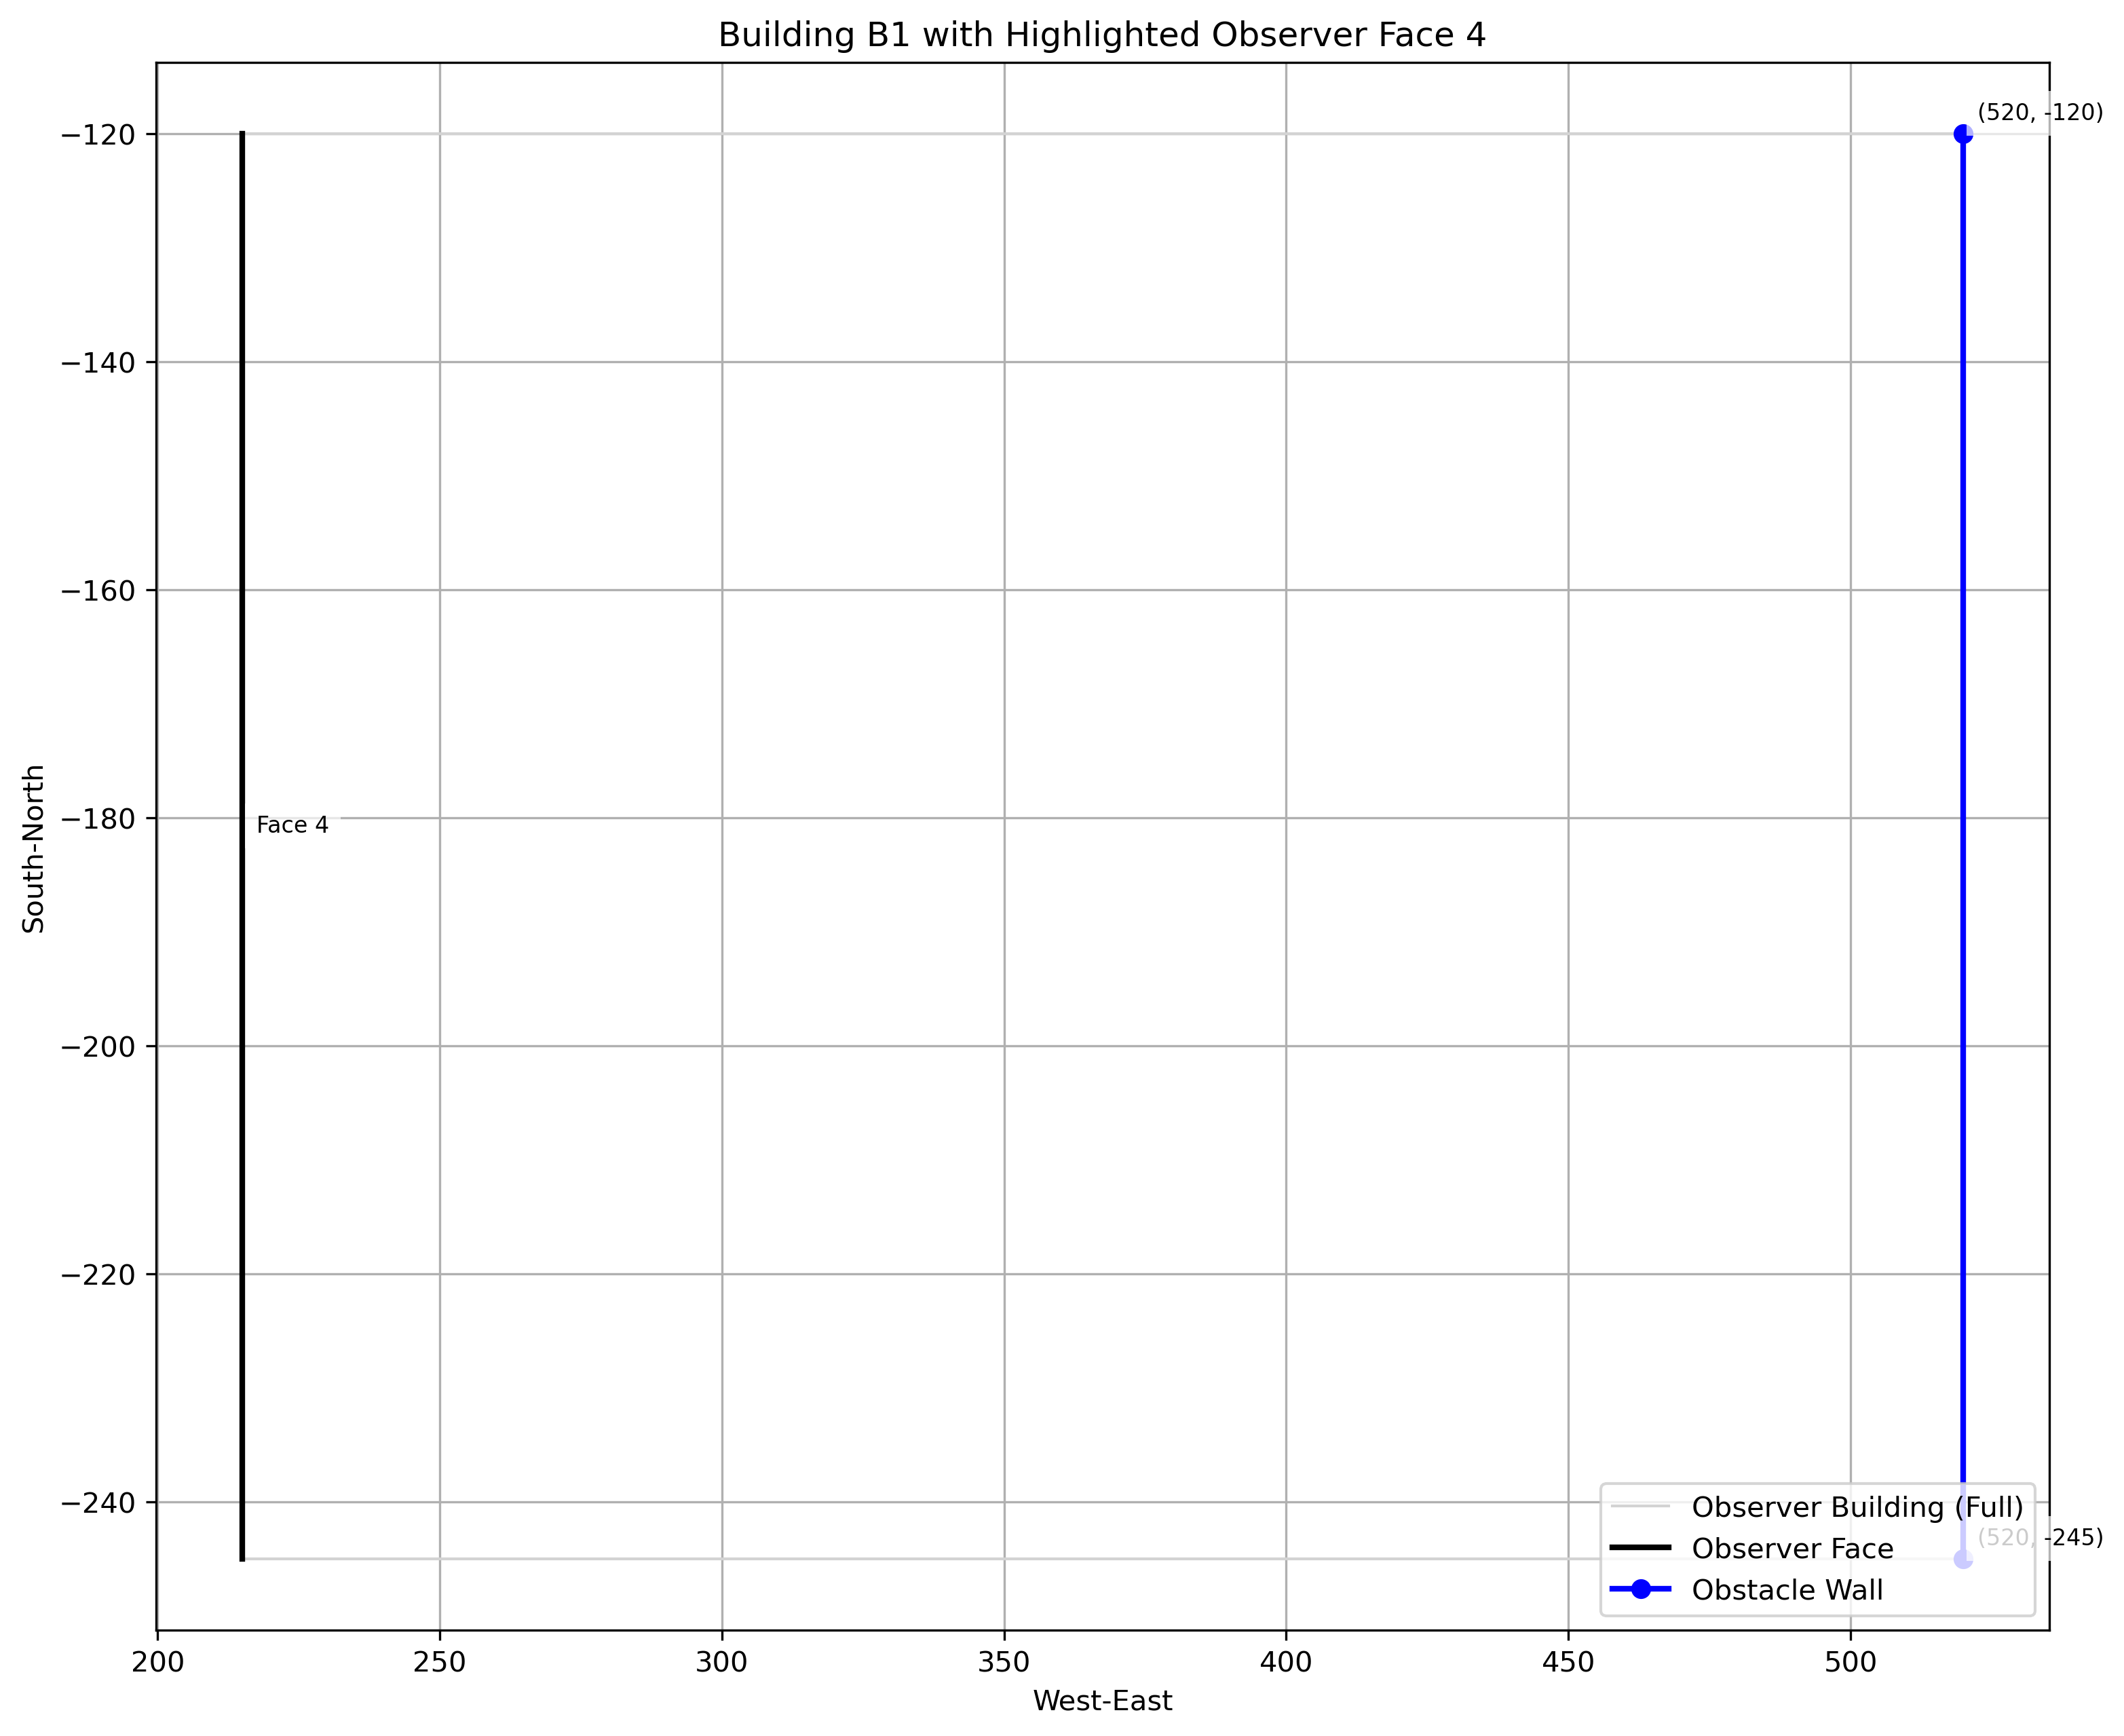 Building B1 with Highlighted Observer Face 4
(520, -120)
−120
−140
−160
−180
Face 4
−200
−220
−240
South-North
Observer Building (Full)
(520, -245)
Observer Face
Obstacle Wall
200
250
300
350
400
450
500
West-East